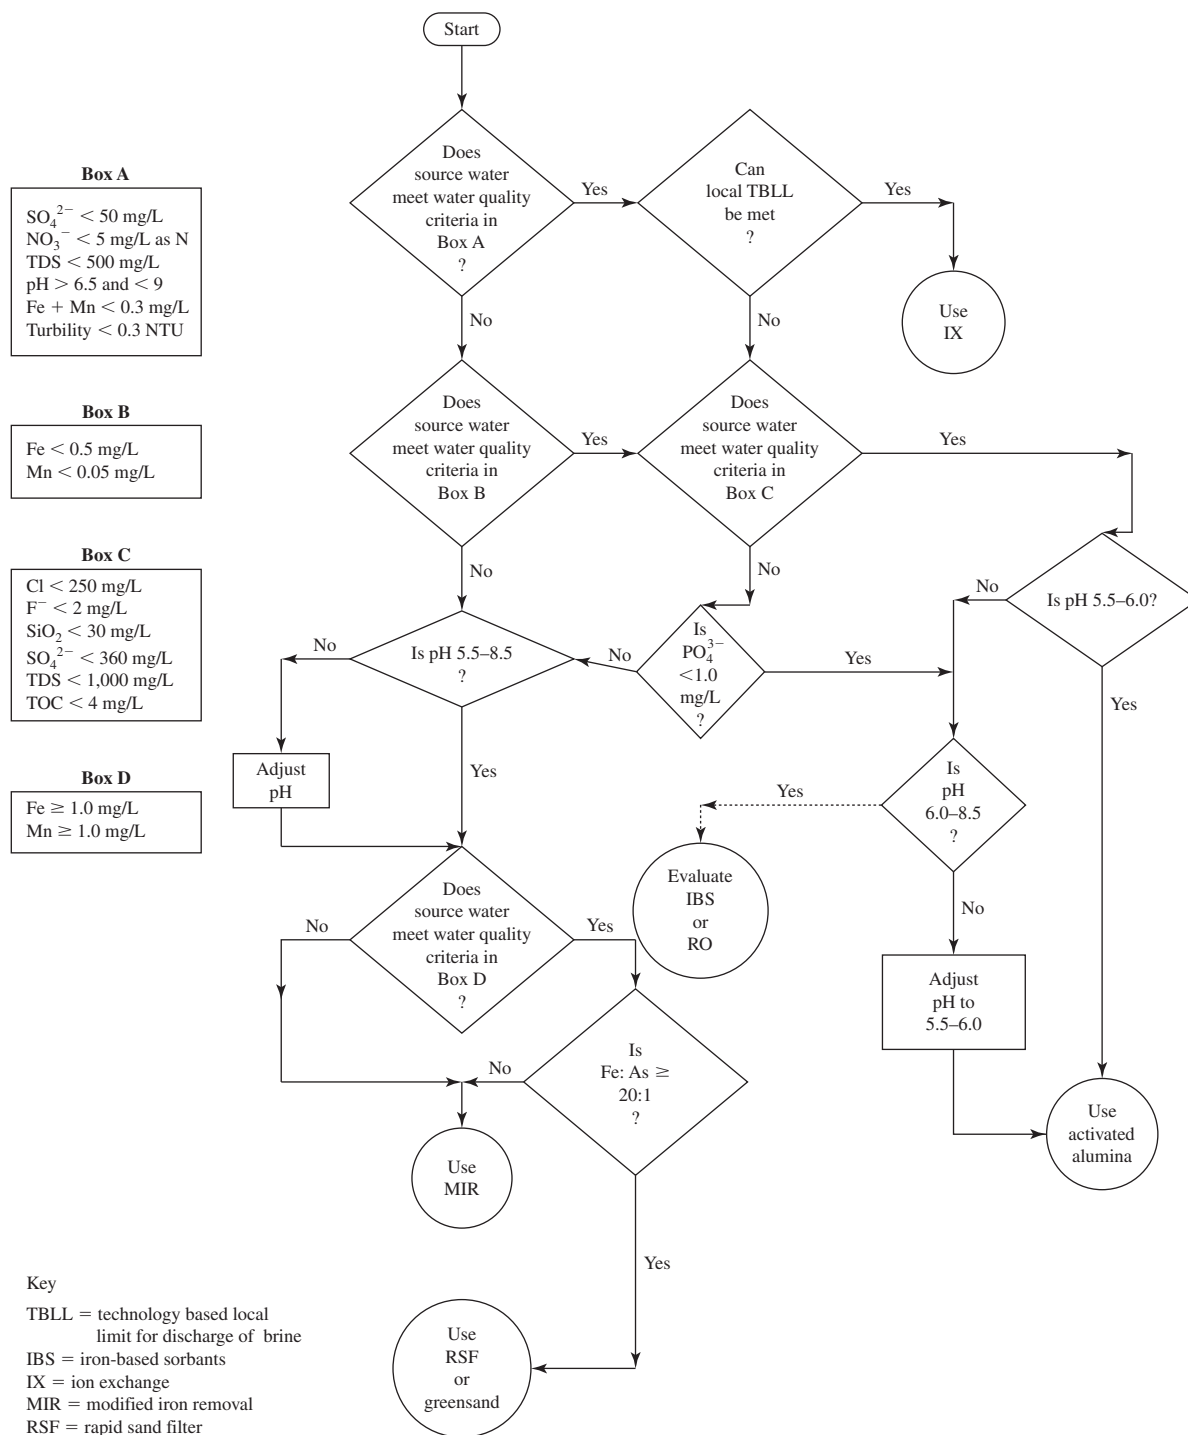 Start
Does
source water
meet water quality
criteria in
Box A
?
Yes
Can
local TBLL
be met
?
Yes
Use
IX
No
No
Box A
SO₄²⁻ < 50 mg/L
NO₃⁻ < 5 mg/L as N
TDS < 500 mg/L
pH > 6.5 and < 9
Fe + Mn < 0.3 mg/L
Turbility < 0.3 NTU
Does
source water
meet water quality
criteria in
Box B
Yes
Does
source water
meet water quality
criteria in
Box C
Yes
No
No
Box B
Fe < 0.5 mg/L
Mn < 0.05 mg/L
Box C
Cl < 250 mg/L
F⁻ < 2 mg/L
SiO₂ < 30 mg/L
SO₄²⁻ < 360 mg/L
TDS < 1,000 mg/L
TOC < 4 mg/L
No
Is pH 5.5–8.5
?
No
Is
PO₄³⁻
<1.0
mg/L
?
Yes
No
Is pH 5.5–6.0?
Yes
Adjust
pH
Yes
Yes
Is
pH
6.0–8.5
?
No
Box D
Fe ≥ 1.0 mg/L
Mn ≥ 1.0 mg/L
Evaluate
IBS
or
RO
No
Does
source water
meet water quality
criteria in
Box D
?
Yes
Adjust
pH to
5.5–6.0
No
Is
Fe: As ≥
20:1
?
Use
activated
alumina
Use
MIR
Yes
Use
RSF
or
greensand
Key
TBLL = technology based local
limit for discharge of brine
IBS = iron-based sorbants
IX = ion exchange
MIR = modified iron removal
RSF = rapid sand filter